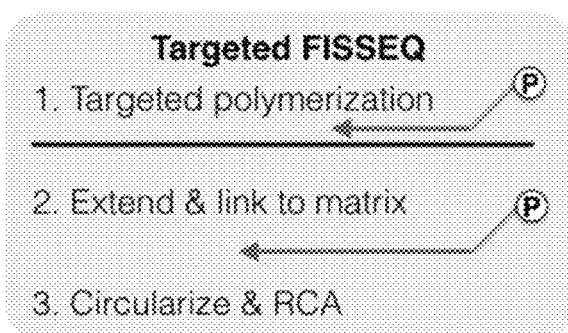 Targeted FISSEQ
1. Targeted polymerization
P
2. Extend & link to matrix
P
3. Circularize & RCA